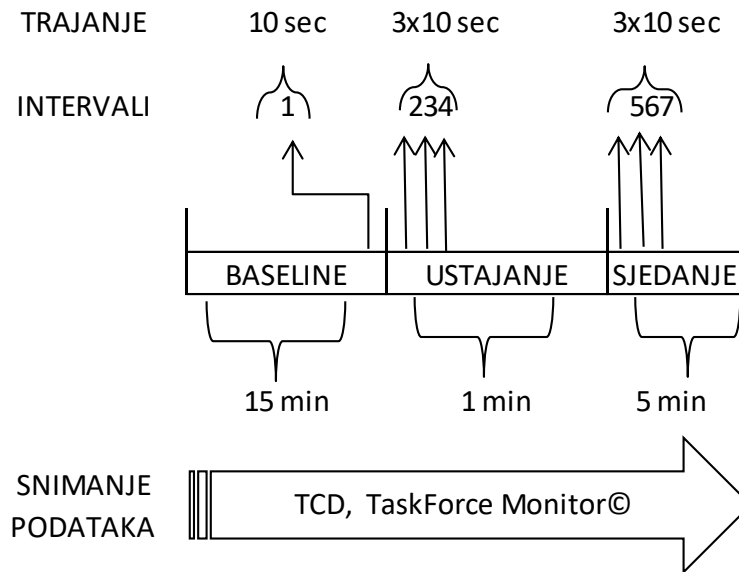 TRAJANJE 10 sec 3x10 sec 3x10 sec
INTERVALI 1 234 567
BASELINE USTAJANJE SJEDANJE
15 min 1 min 5 min
SNIMANJE
PODATAKA
TCD, TaskForce Monitor©